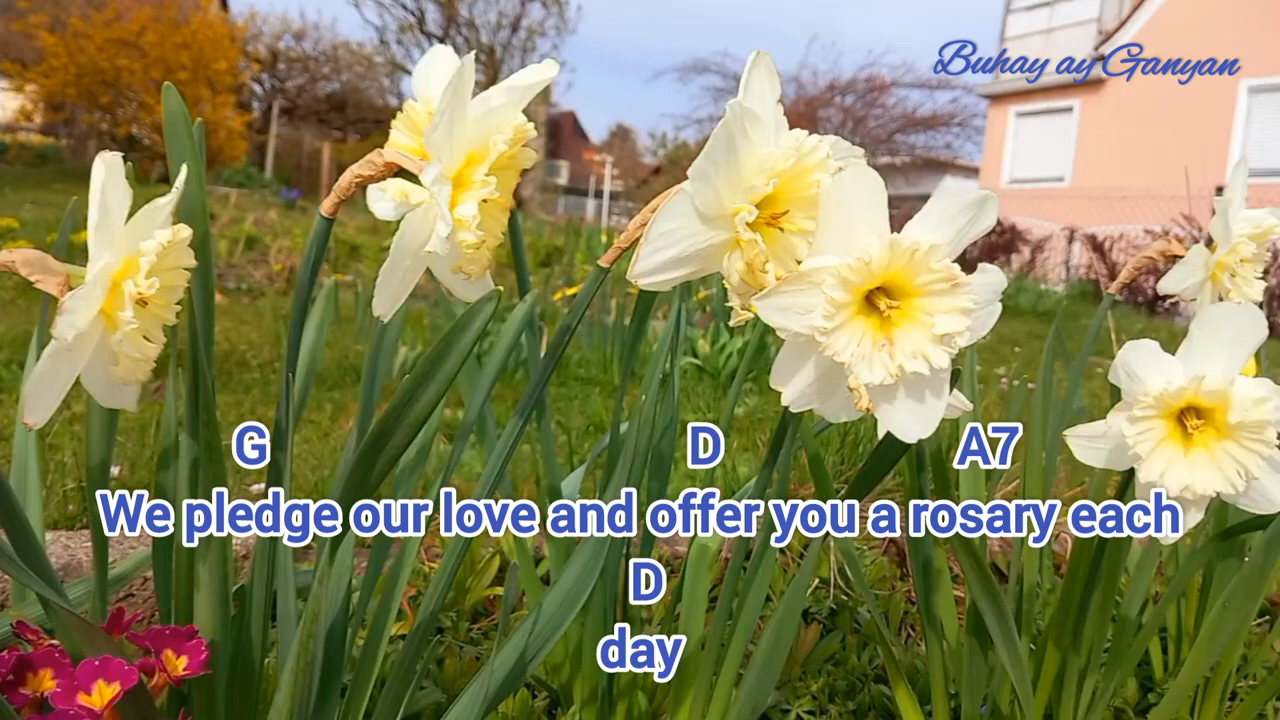 Buhay ay Ganyan
G D A7
We pledge our love and offer you a rosary each
D
day